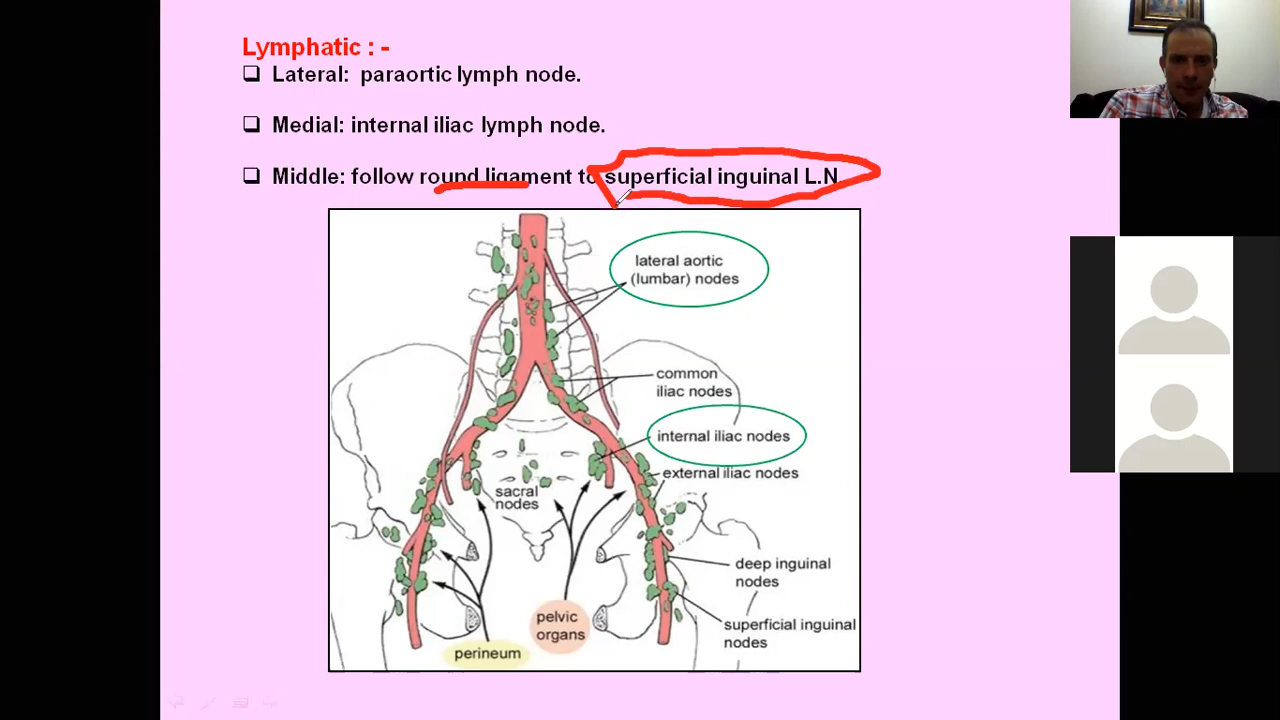 Lymphatic : -
❑ Lateral: paraortic lymph node.
❑ Medial: internal iliac lymph node.
❑ Middle: follow round ligament to superficial inguinal L.N
lateral aortic
(lumbar) nodes
common
iliac nodes
internal iliac nodes
external iliac nodes
sacral
nodes
deep inguinal
nodes
pelvic
organs
superficial inguinal
nodes
perineum